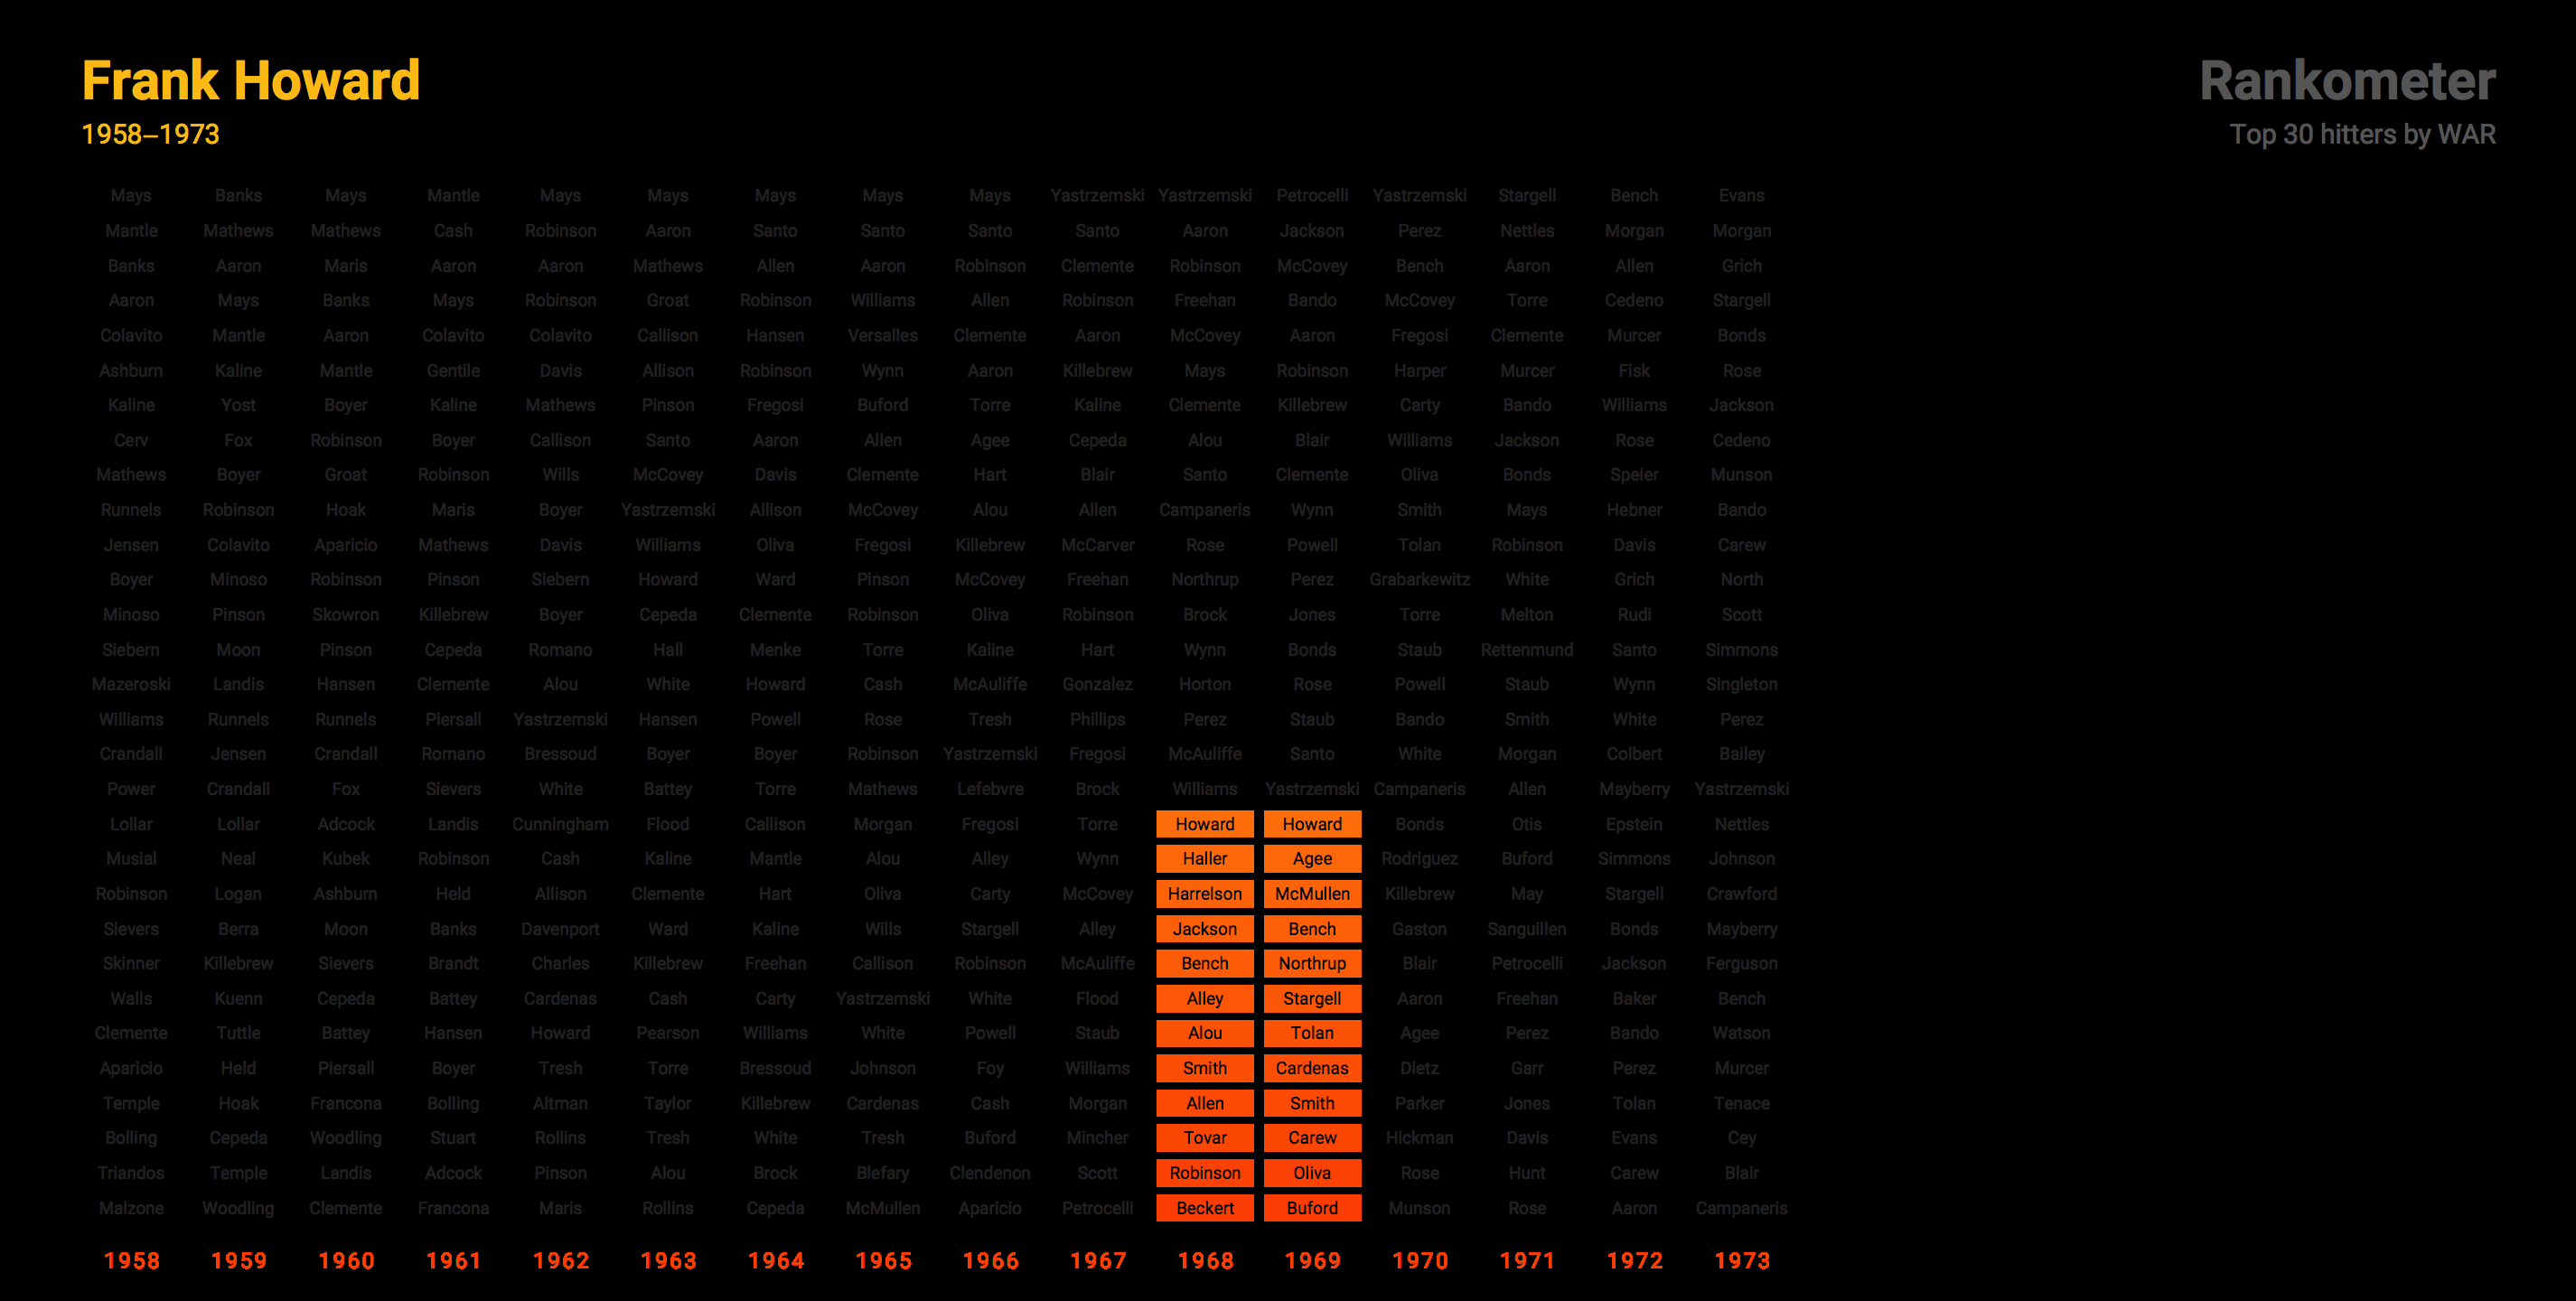 Frank Howard
Rankometer
1958–1973
Top 30 hitters by WAR
Mays Banks Mays Mantle Mays Mays Mays Mays Mays Yastrzemski Yastrzemski Petrocelli Yastrzemski Stargell Bench Evans
Mantle Mathews Mathews Cash Robinson Aaron Santo Santo Santo Santo Aaron Jackson Perez Nettles Morgan Morgan
Banks Aaron Maris Aaron Aaron Mathews Allen Aaron Robinson Clemente Robinson McCovey Bench Aaron Allen Grich
Aaron Mays Banks Mays Robinson Groat Robinson Williams Allen Robinson Freehan Bando McCovey Torre Cedeno Stargell
Colavito Mantle Aaron Colavito Colavito Callison Hansen Versalles Clemente Aaron McCovey Aaron Fregosi Clemente Murcer Bonds
Ashburn Kaline Mantle Gentile Davis Allison Robinson Wynn Aaron Killebrew Mays Robinson Harper Murcer Fisk Rose
Kaline Yost Boyer Kaline Mathews Pinson Fregosi Buford Torre Kaline Clemente Killebrew Carty Bando Williams Jackson
Cerv Fox Robinson Boyer Callison Santo Aaron Allen Agee Cepeda Alou Blair Williams Jackson Rose Cedeno
Mathews Boyer Groat Robinson Wills McCovey Davis Clemente Hart Blair Santo Clemente Oliva Bonds Speier Munson
Runnels Robinson Hoak Maris Boyer Yastrzemski Allison McCovey Alou Allen Campaneris Wynn Smith Mays Hebner Bando
Jensen Colavito Aparicio Mathews Davis Williams Oliva Fregosi Killebrew McCarver Rose Powell Tolan Robinson Davis Carew
Boyer Minoso Robinson Pinson Siebern Howard Ward Pinson McCovey Freehan Northrup Perez Grabarkewitz White Grich North
Minoso Pinson Skowron Killebrew Boyer Cepeda Clemente Robinson Oliva Robinson Brock Jones Torre Melton Rudi Scott
Siebern Moon Pinson Cepeda Romano Hall Menke Torre Kaline Hart Wynn Bonds Staub Rettenmund Santo Simmons
Mazeroski Landis Hansen Clemente Alou White Howard Cash McAuliffe Gonzalez Horton Rose Powell Staub Wynn Singleton
Williams Runnels Runnels Piersall Yastrzemski Hansen Powell Rose Tresh Phillips Perez Staub Bando Smith White Perez
Crandall Jensen Crandall Romano Bressoud Boyer Boyer Robinson Yastrzemski Fregosi McAuliffe Santo White Morgan Colbert Bailey
Power Crandall Fox Sievers White Battey Torre Mathews Lefebvre Brock Williams Yastrzemski Campaneris Allen Mayberry Yastrzemski
Lollar Lollar Adcock Landis Cunningham Flood Callison Morgan Fregosi Torre Howard Howard Bonds Otis Epstein Nettles
Musial Neal Kubek Robinson Cash Kaline Mantle Alou Alley Wynn Haller Agee Rodriguez Buford Simmons Johnson
Robinson Logan Ashburn Held Allison Clemente Hart Oliva Carty McCovey Harrelson McMullen Killebrew May Stargell Crawford
Sievers Berra Moon Banks Davenport Ward Kaline Wills Stargell Alley Jackson Bench Gaston Sanguillen Bonds Mayberry
Skinner Killebrew Sievers Brandt Charles Killebrew Freehan Callison Robinson McAuliffe Bench Northrup Blair Petrocelli Jackson Ferguson
Walls Kuenn Cepeda Battey Cardenas Cash Carty Yastrzemski White Flood Alley Stargell Aaron Freehan Baker Bench
Clemente Tuttle Battey Hansen Howard Pearson Williams White Powell Staub Alou Tolan Agee Perez Bando Watson
Aparicio Held Piersall Boyer Tresh Torre Bressoud Johnson Foy Williams Smith Cardenas Dietz Garr Perez Murcer
Temple Hoak Francona Bolling Altman Taylor Killebrew Cardenas Cash Morgan Allen Smith Parker Jones Tolan Tenace
Bolling Cepeda Woodling Stuart Rollins Tresh White Tresh Buford Mincher Tovar Carew Hickman Davis Evans Cey
Triandos Temple Landis Adcock Pinson Alou Brock Blefary Clendenon Scott Robinson Oliva Rose Hunt Carew Blair
Malzone Woodling Clemente Francona Maris Rollins Cepeda McMullen Aparicio Petrocelli Beckert Buford Munson Rose Aaron Campaneris
1958 1959 1960 1961 1962 1963 1964 1965 1966 1967 1968 1969 1970 1971 1972 1973